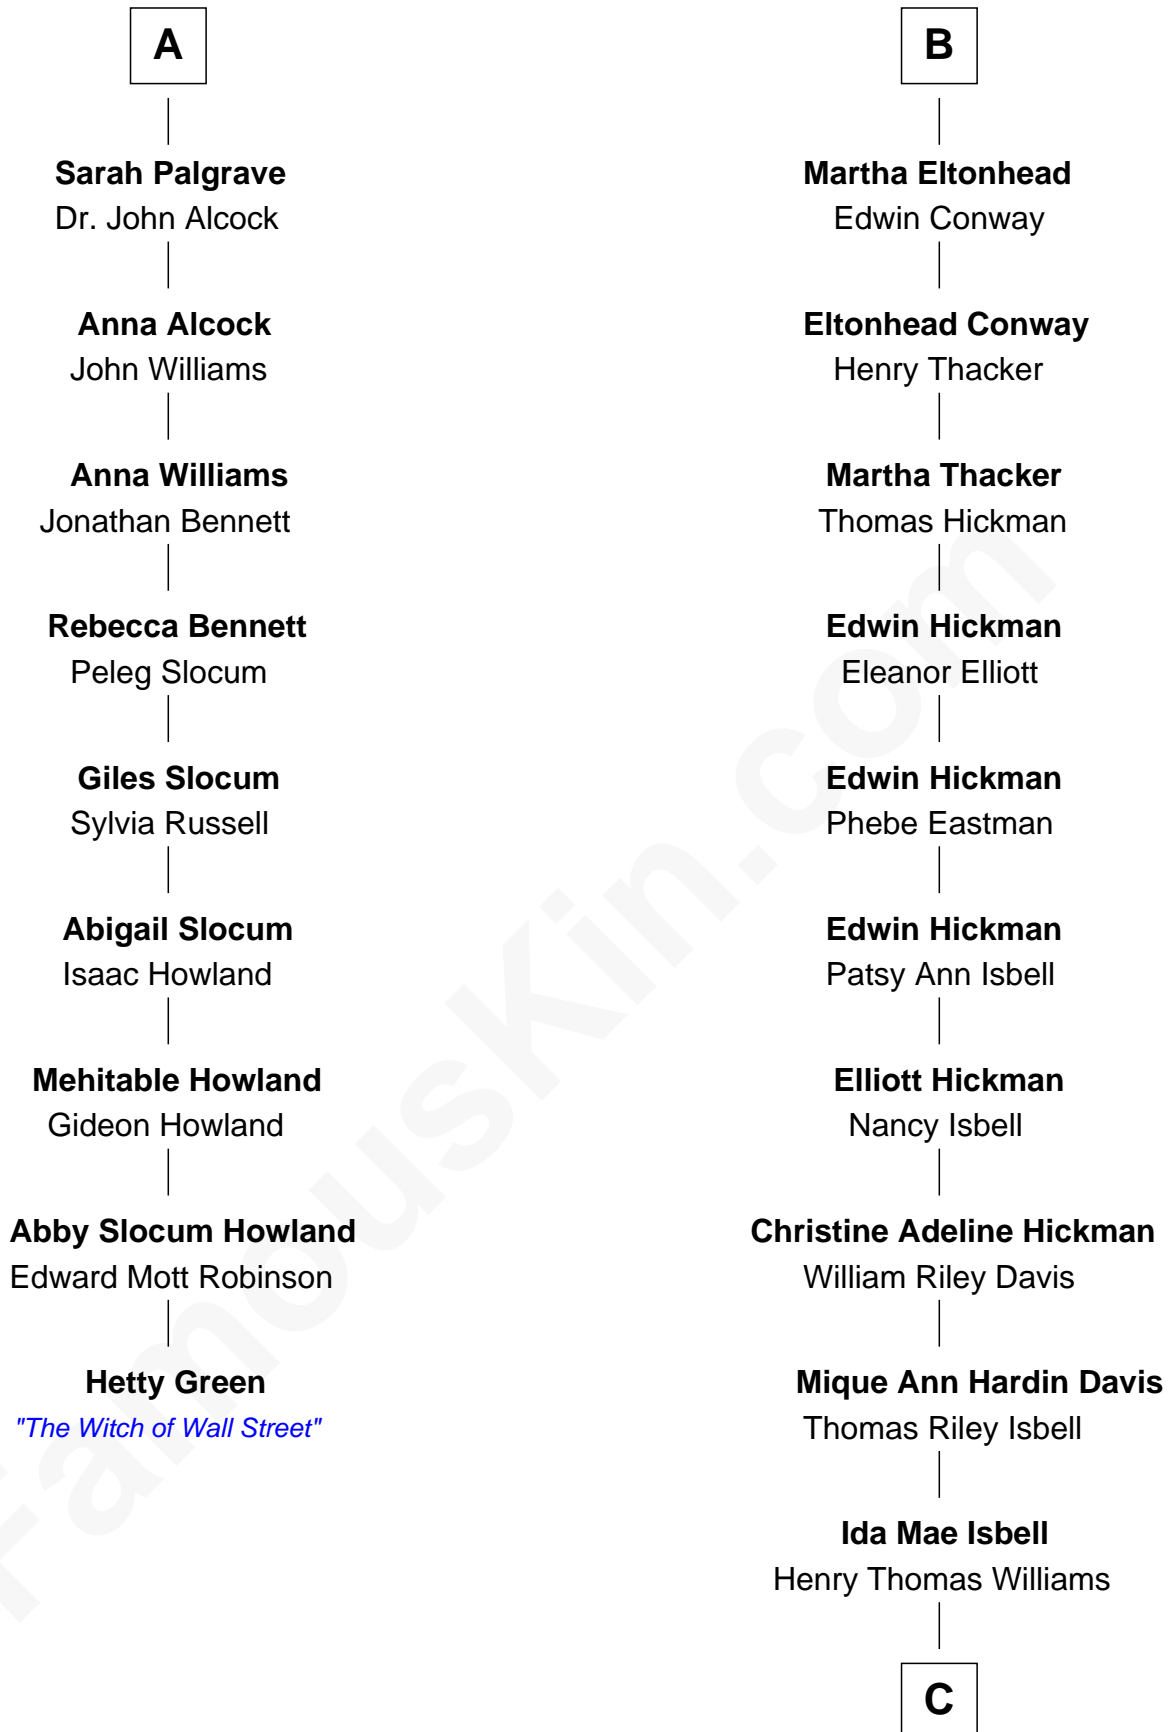 A
Sarah Palgrave
Dr. John Alcock
Anna Alcock
John Williams
Anna Williams
Jonathan Bennett
Rebecca Bennett
Peleg Slocum
Giles Slocum
Sylvia Russell
Abigail Slocum
Isaac Howland
Mehitable Howland
Gideon Howland
Abby Slocum Howland
Edward Mott Robinson
Hetty Green
"The Witch of Wall Street"
B
Martha Eltonhead
Edwin Conway
Eltonhead Conway
Henry Thacker
Martha Thacker
Thomas Hickman
Edwin Hickman
Eleanor Elliott
Edwin Hickman
Phebe Eastman
Edwin Hickman
Patsy Ann Isbell
Elliott Hickman
Nancy Isbell
Christine Adeline Hickman
William Riley Davis
Mique Ann Hardin Davis
Thomas Riley Isbell
Ida Mae Isbell
Henry Thomas Williams
C
FamousKin.com